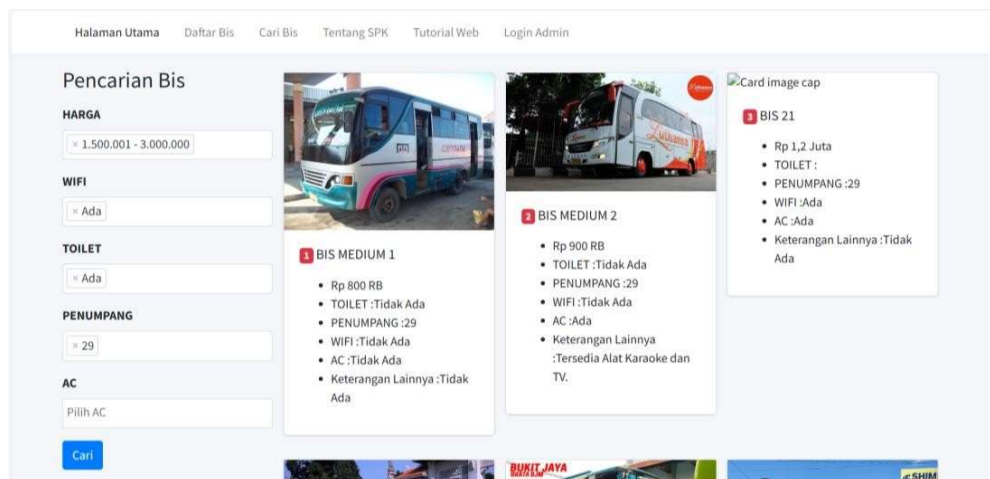 Halaman Utama Daftar Bis Cari Bis Tentang SPK Tutorial Web Login Admin
Pencarian Bis
HARGA
× 1.500.001 - 3.000.000
WIFI
× Ada
TOILET
× Ada
PENUMPANG
× 29
AC
Pilih AC
Cari
1 BIS MEDIUM 1
Rp 800 RB
TOILET :Tidak Ada
PENUMPANG :29
WIFI :Tidak Ada
AC :Tidak Ada
Keterangan Lainnya :Tidak
Ada
2 BIS MEDIUM 2
Rp 900 RB
TOILET :Tidak Ada
PENUMPANG :29
WIFI :Tidak Ada
AC :Ada
Keterangan Lainnya
:Tersedia Alat Karaoke dan
TV.
Card image cap
3 BIS 21
Rp 1,2 Juta
TOILET :
PENUMPANG :29
WIFI :Ada
AC :Ada
Keterangan Lainnya :Tidak
Ada
BUKIT JAYA
SHIM